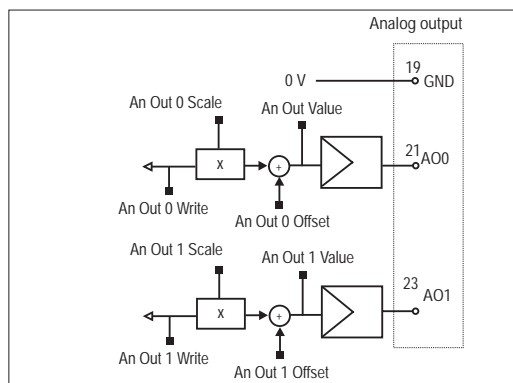 Analog output
0 V
19
GND
An Out 0 Scale
An Out Value
X
+
21
AO0
An Out 0 Write
An Out 0 Offset
An Out 1 Scale
An Out 1 Value
X
+
23
AO1
An Out 1 Write
An Out 1 Offset